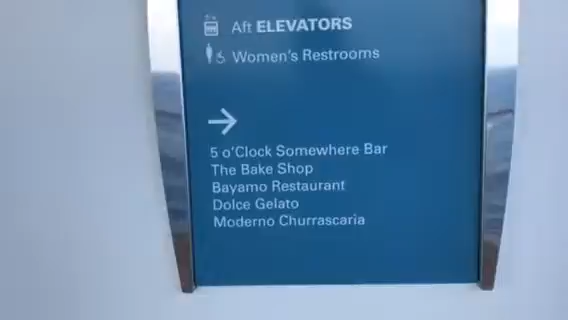 Aft ELEVATORS
Women's Restrooms
5 o'Clock Somewhere Bar
The Bake Shop
Bayamo Restaurant
Dolce Gelato
Moderno Churrascaria